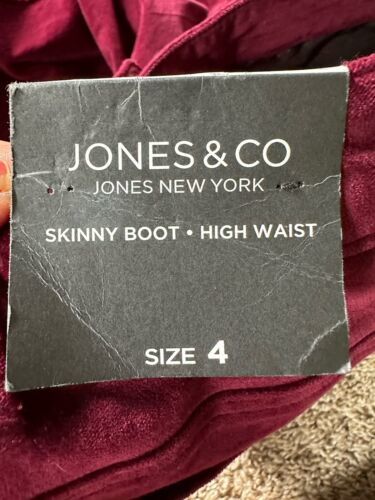 JONES & CO
JONES NEW YORK
SKINNY BOOT • HIGH WAIST
SIZE 4